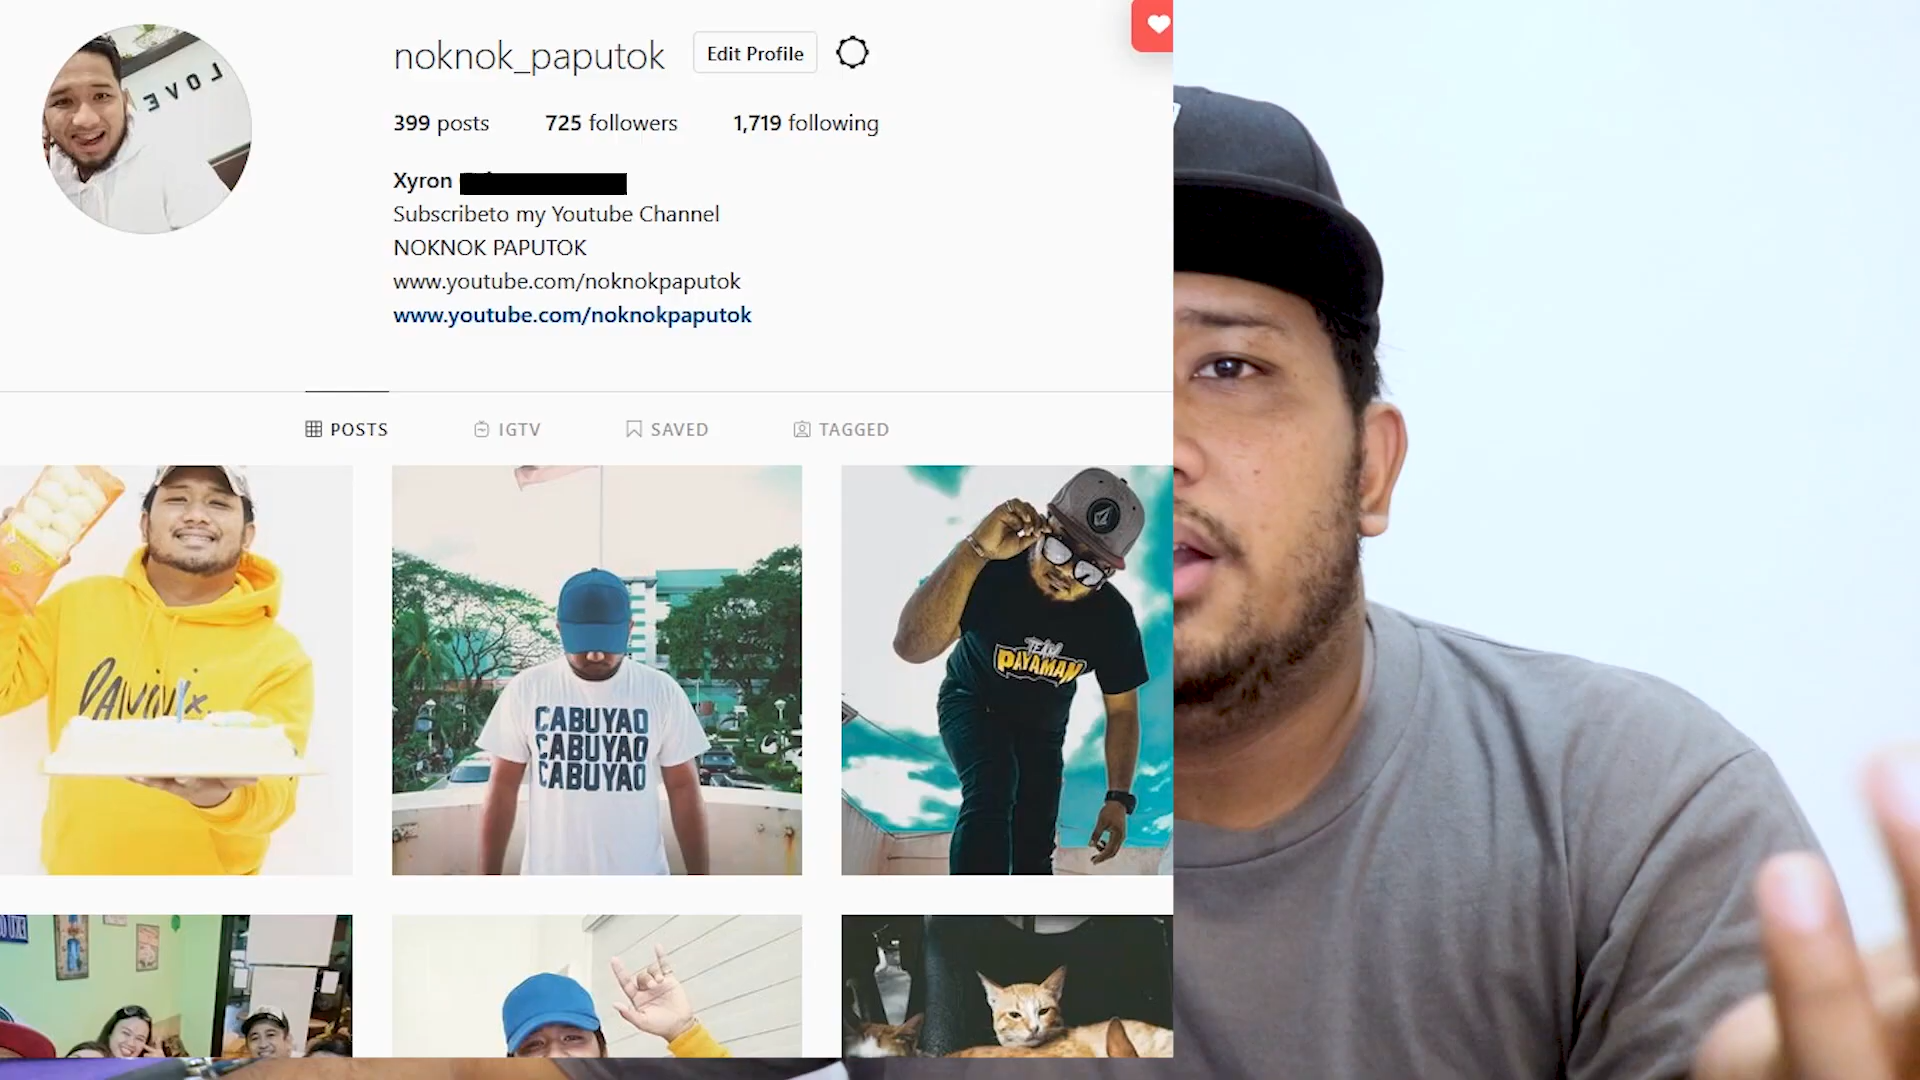 noknok_paputok Edit Profile
399 posts 725 followers 1,719 following
Xyron
Subscribeto my Youtube Channel
NOKNOK PAPUTOK
www.youtube.com/noknokpaputok
www.youtube.com/noknokpaputok
POSTS IGTV SAVED TAGGED
LOVE
CABUYAO
CABUYAO
CABUYAO
TEAM
PAYAMAN